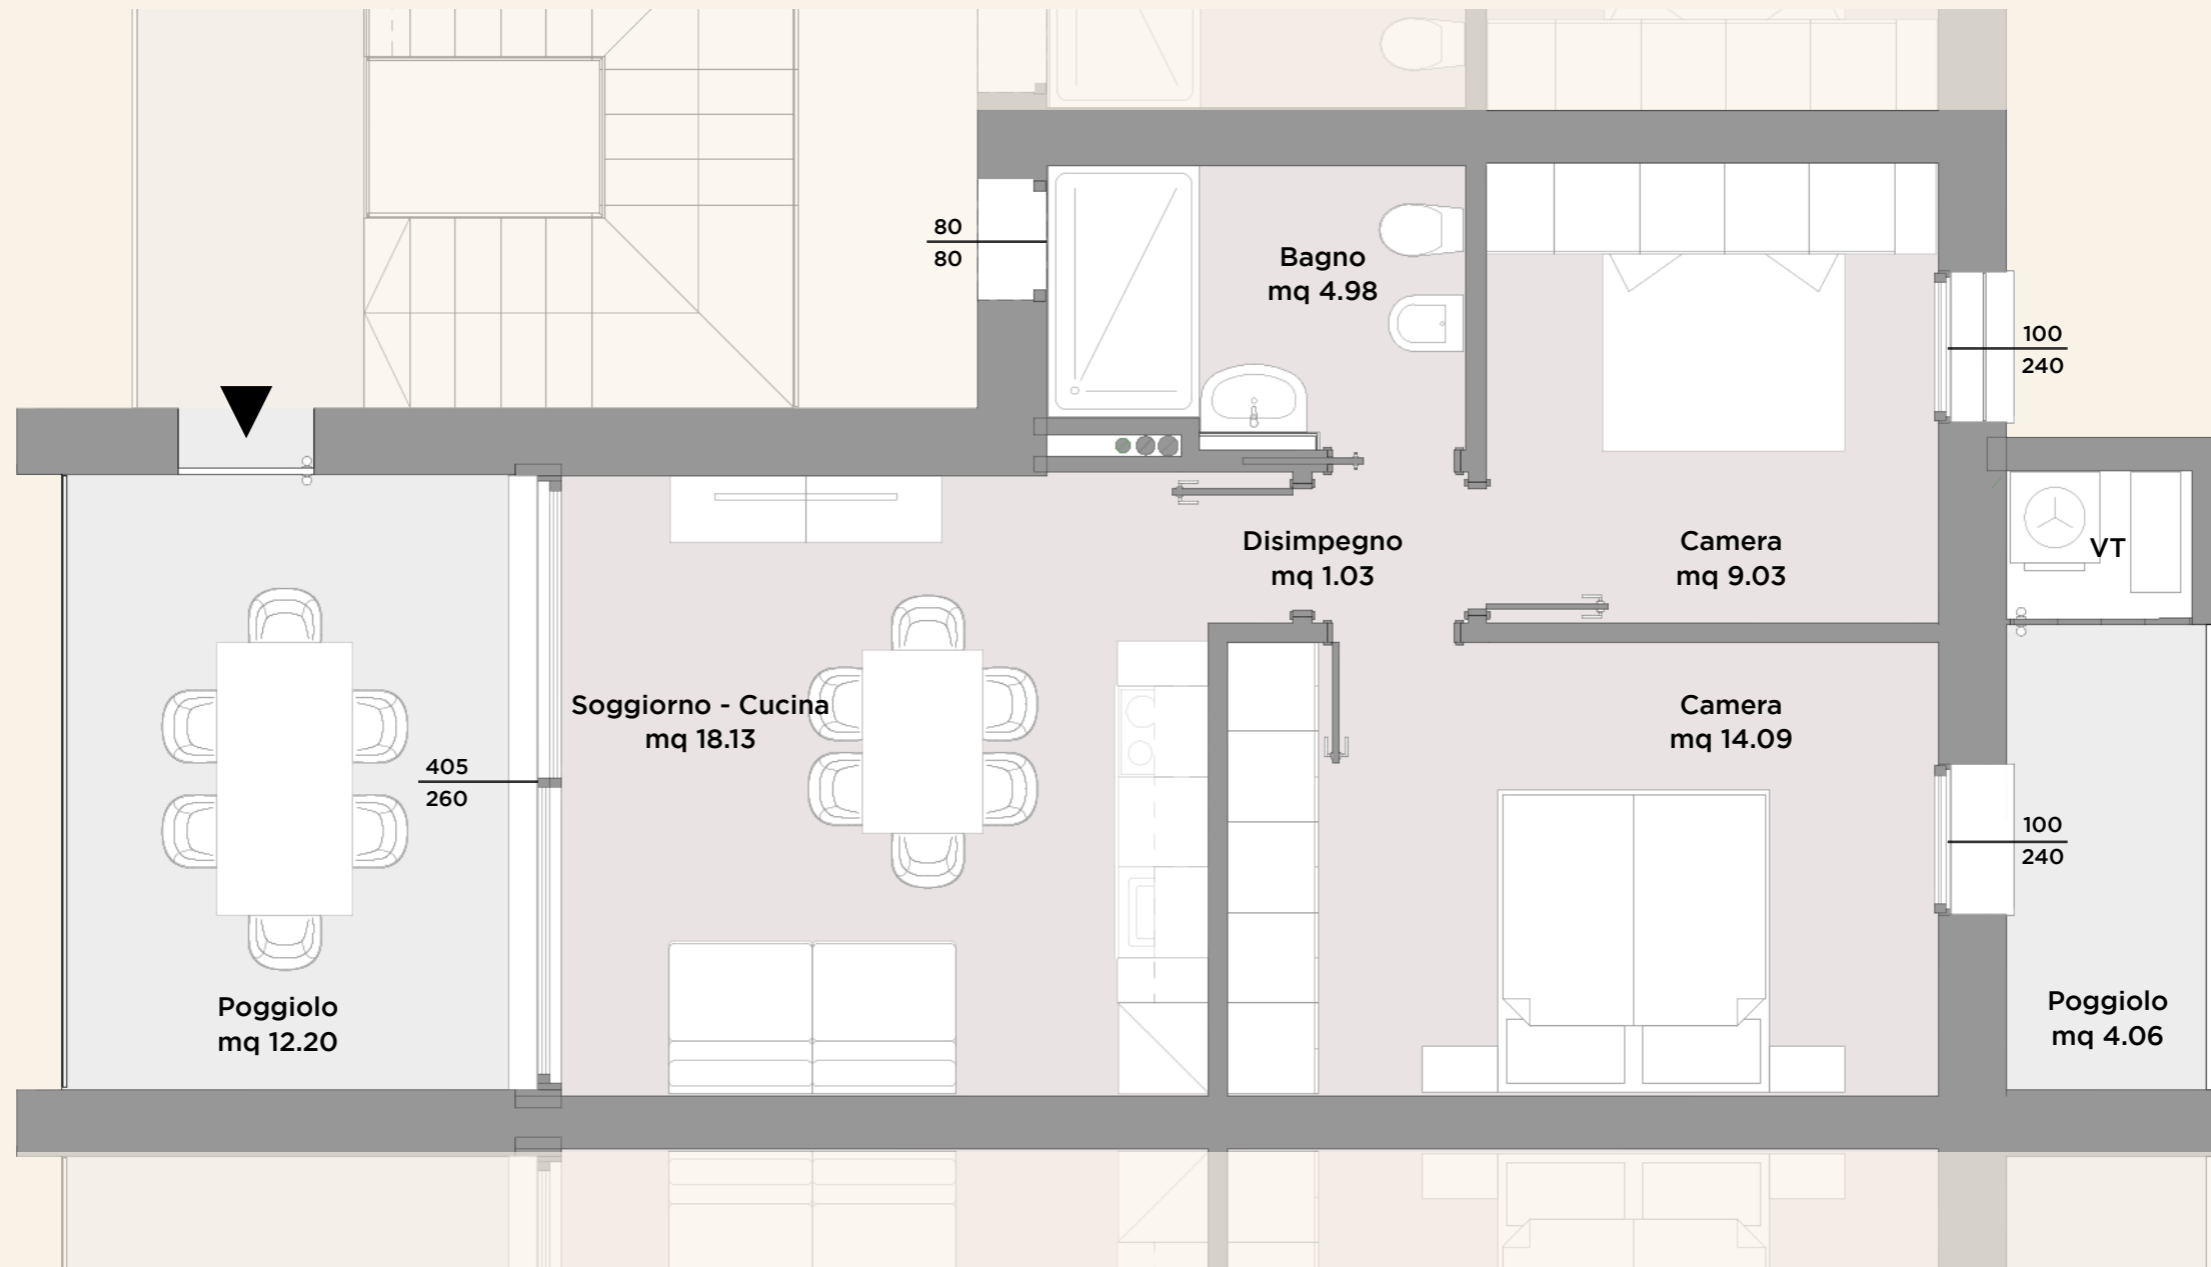 80
80
Bagno
mq 4.98
100
240
Disimpegno
mq 1.03
Camera
mq 9.03
VT
Soggiorno - Cucina
mq 18.13
Camera
mq 14.09
405
260
100
240
Poggiolo
mq 12.20
Poggiolo
mq 4.06